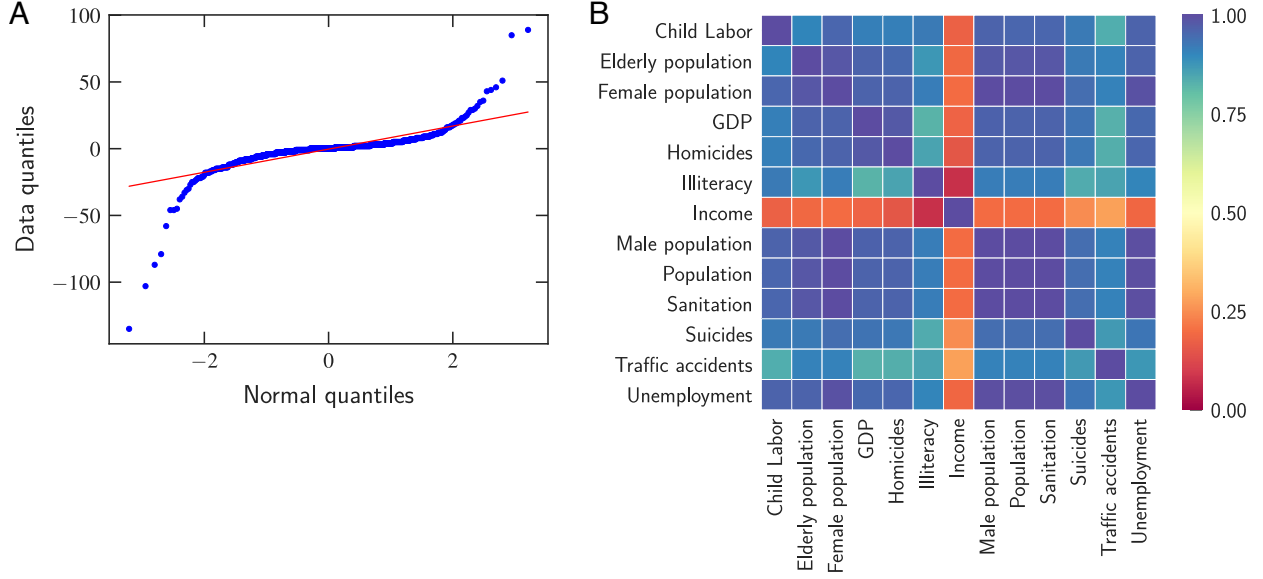 A
100
50
0
−50
−100
Data quantiles
−2
0
2
Normal quantiles
B
Child Labor
Elderly population
Female population
GDP
Homicides
Illiteracy
Income
Male population
Population
Sanitation
Suicides
Traffic accidents
Unemployment
Child Labor
Elderly population
Female population
GDP
Homicides
Illiteracy
Income
Male population
Population
Sanitation
Suicides
Traffic accidents
Unemployment
1.00
0.75
0.50
0.25
0.00